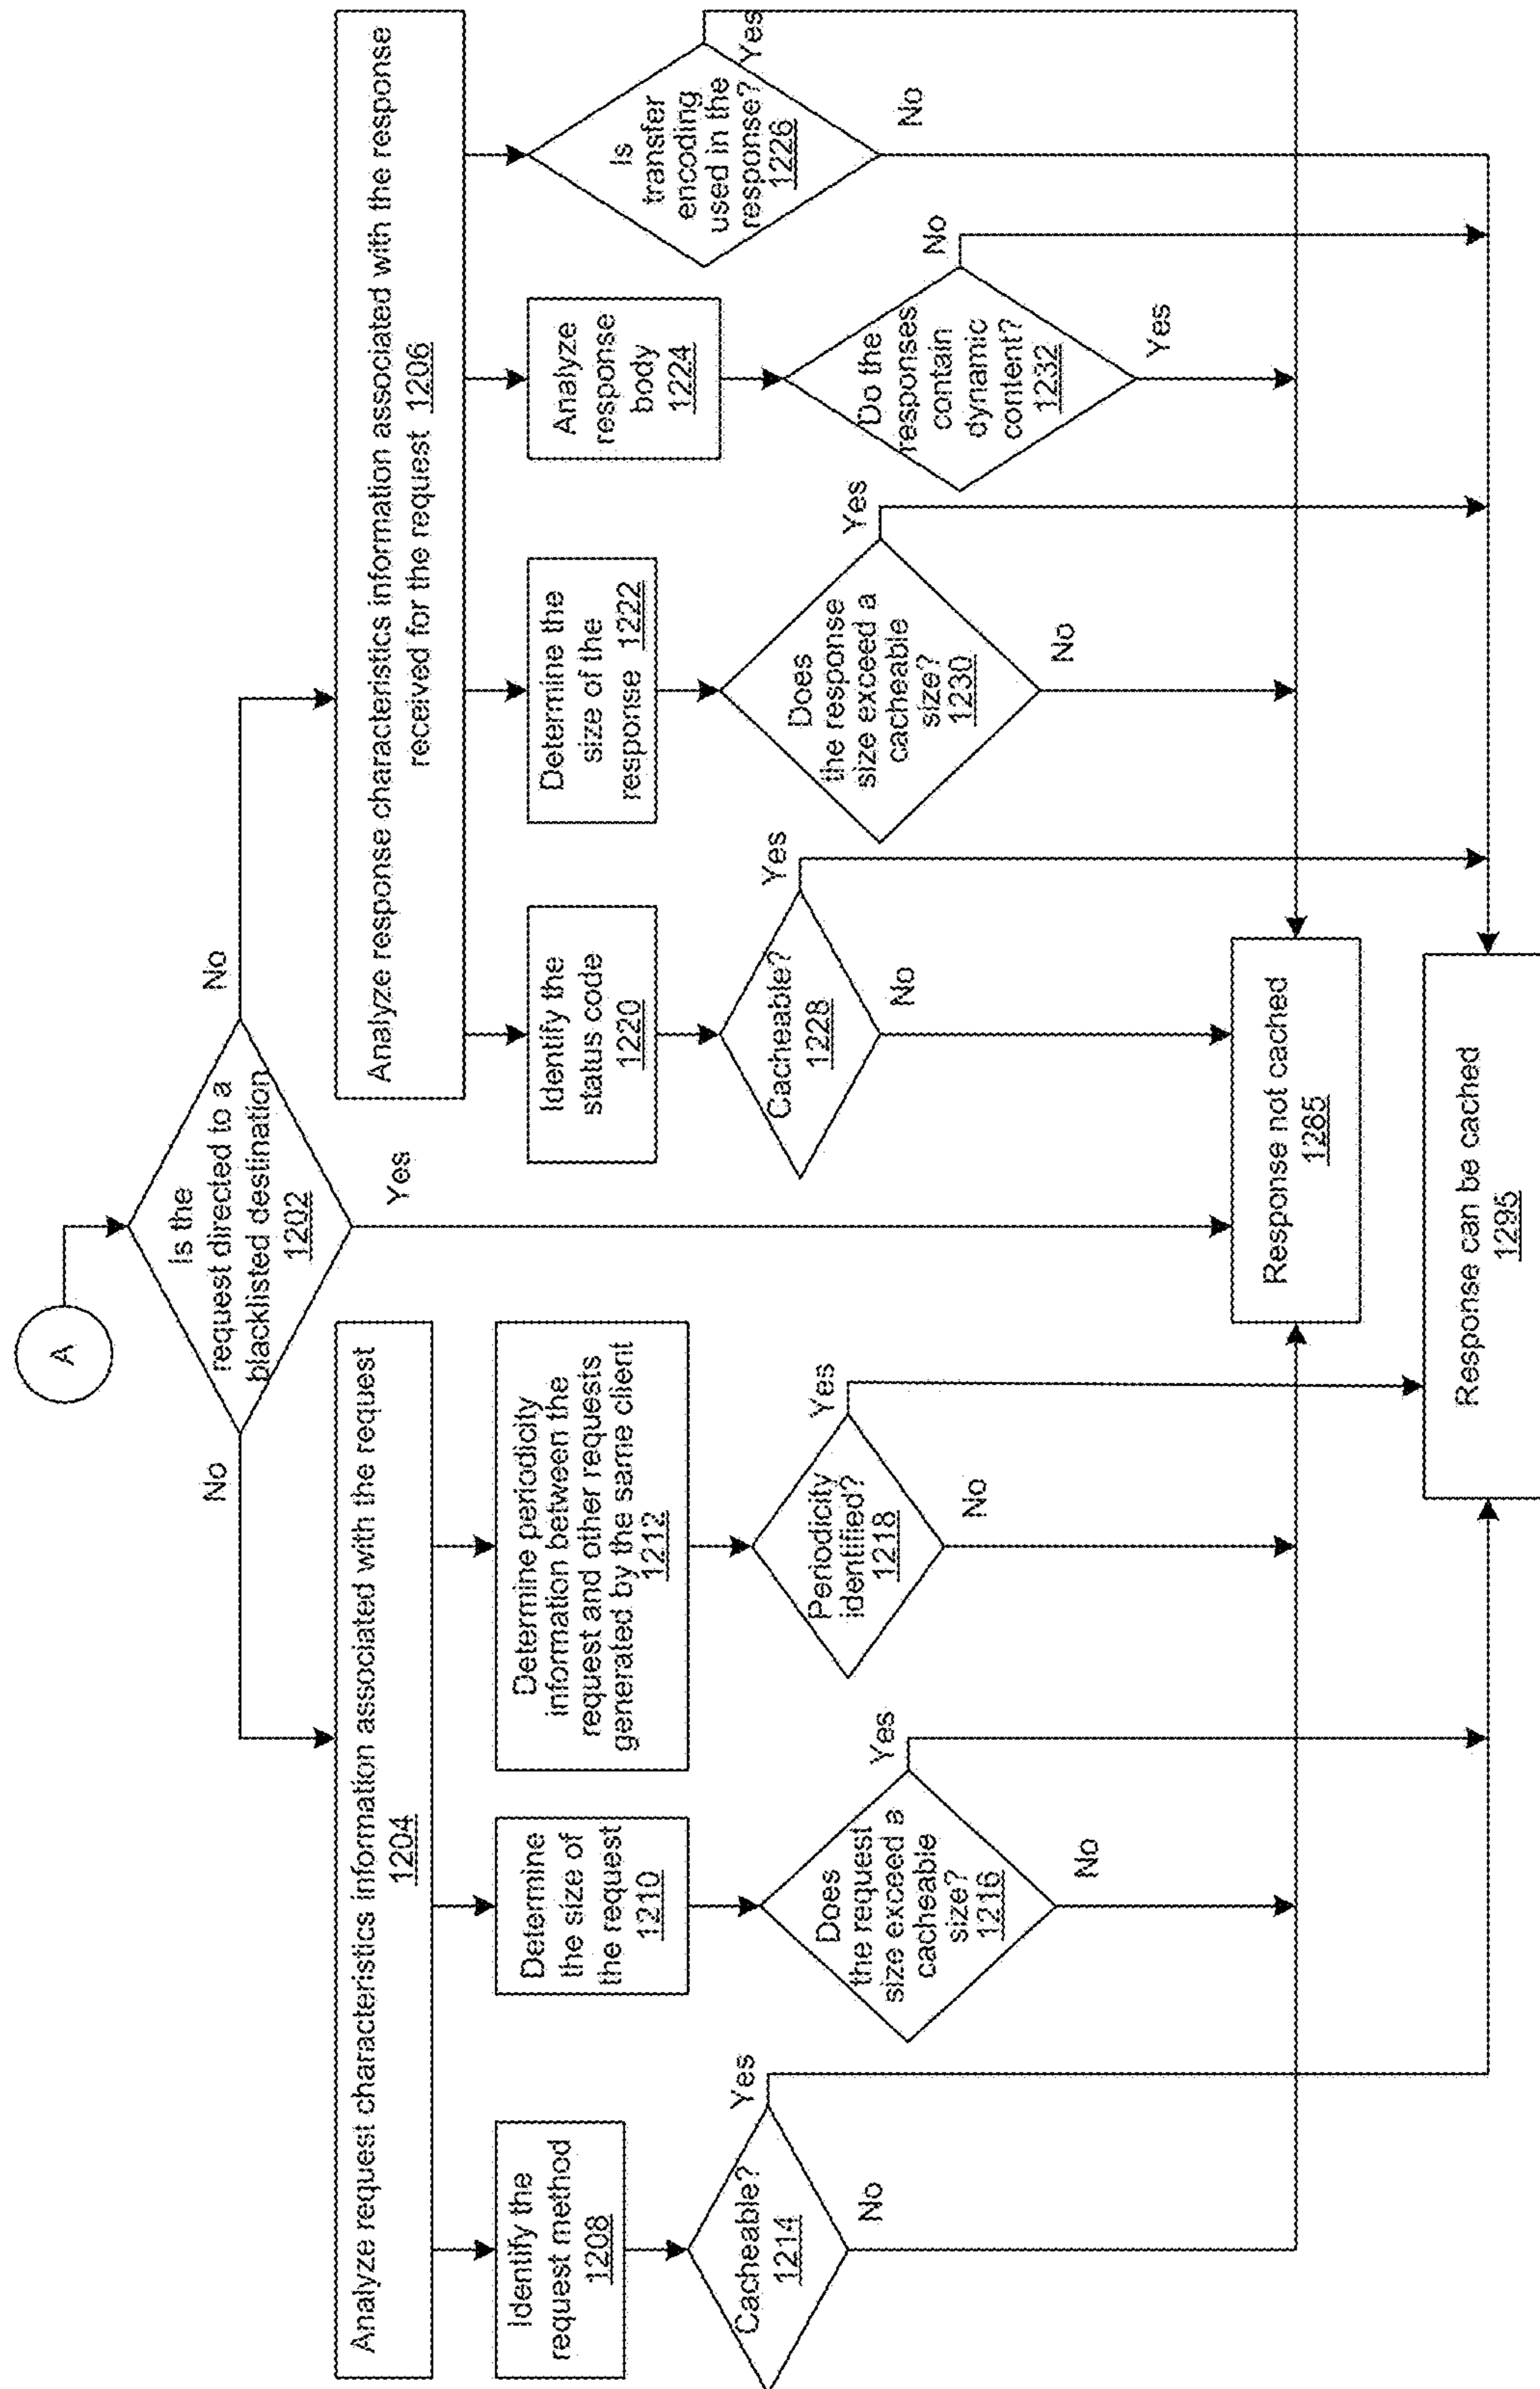 A
Is the
request directed to a
blacklisted destination
1202
No
No
Yes
Analyze request characteristics information associated with the request
1204
Identify the
request method
1208
Determine
the size of
the request
1210
Determine periodicity
information between the
request and other requests
generated by the same client
1212
Cacheable?
1214
Yes
No
Does
the request
size exceed a
cacheable
size?
1216
Yes
No
Periodicity
identified?
1218
Yes
No
Analyze response characteristics information associated with the response
received for the request 1206
Identify the
status code
1220
Determine the
size of the
response 1222
Analyze
response
body
1224
Is
transfer
encoding
used in the
response?
1226
Yes
No
Cacheable?
1228
Yes
No
Does
the response
size exceed a
cacheable
size?
1230
Yes
No
Do the
responses
contain
dynamic
content?
1232
No
Yes
Response not cached
1285
Response can be cached
1295